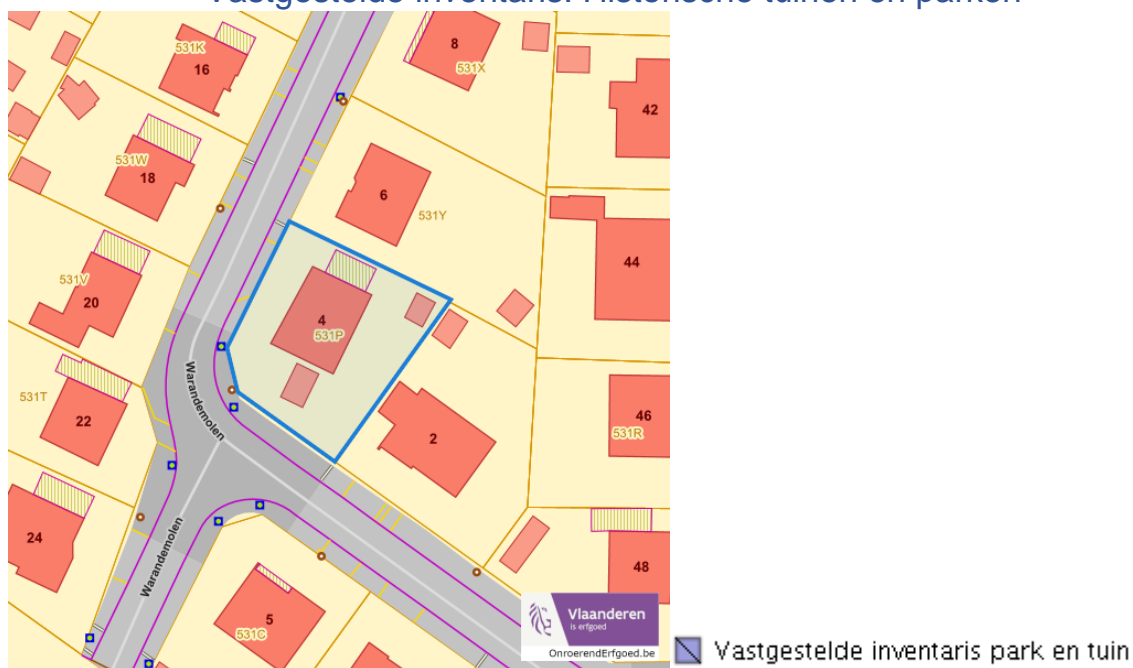 Vastgestelde inventaris: Historische tuinen en parken
8
531X
531K
16
42
531W
18
6
531Y
44
531V
20
4
531P
Warandemolen
531T
22
2
46
531R
24
Warandemolen
48
5
531C
Vlaanderen
is erfgoed
OnroerendErfgoed.be
Vastgestelde inventaris park en tuin